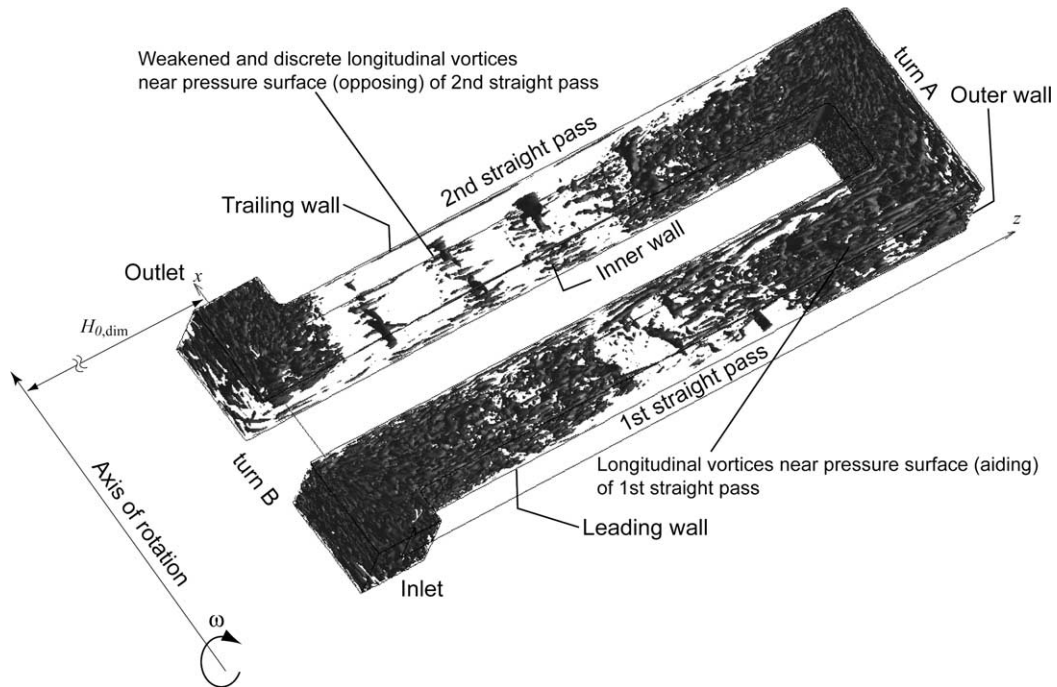 Weakened and discrete longitudinal vortices
near pressure surface (opposing) of 2nd straight pass
turn A
Outer wall
2nd straight pass
Trailing wall
z
Inner wall
Outlet
x
H0,dim
1st straight pass
Longitudinal vortices near pressure surface (aiding)
of 1st straight pass
turn B
Leading wall
Axis of rotation
Inlet
ω